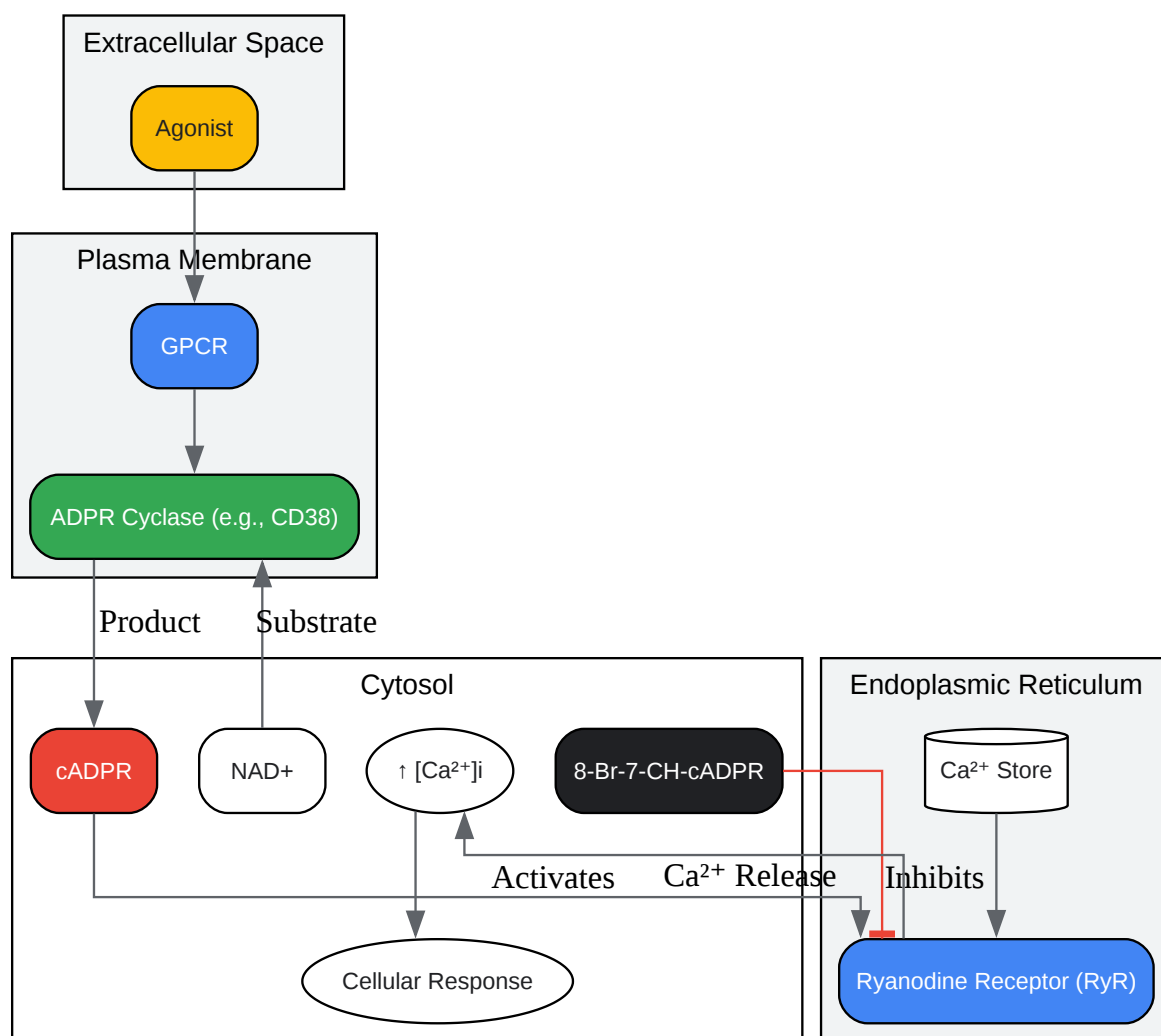 Extracellular Space
Agonist
Plasma Membrane
GPCR
ADPR Cyclase (e.g., CD38)
Product
Substrate
Cytosol
Endoplasmic Reticulum
cADPR
NAD+
↑ [Ca²⁺]i
8-Br-7-CH-cADPR
Ca²⁺ Store
Activates
Ca²⁺ Release
Inhibits
Cellular Response
Ryanodine Receptor (RyR)